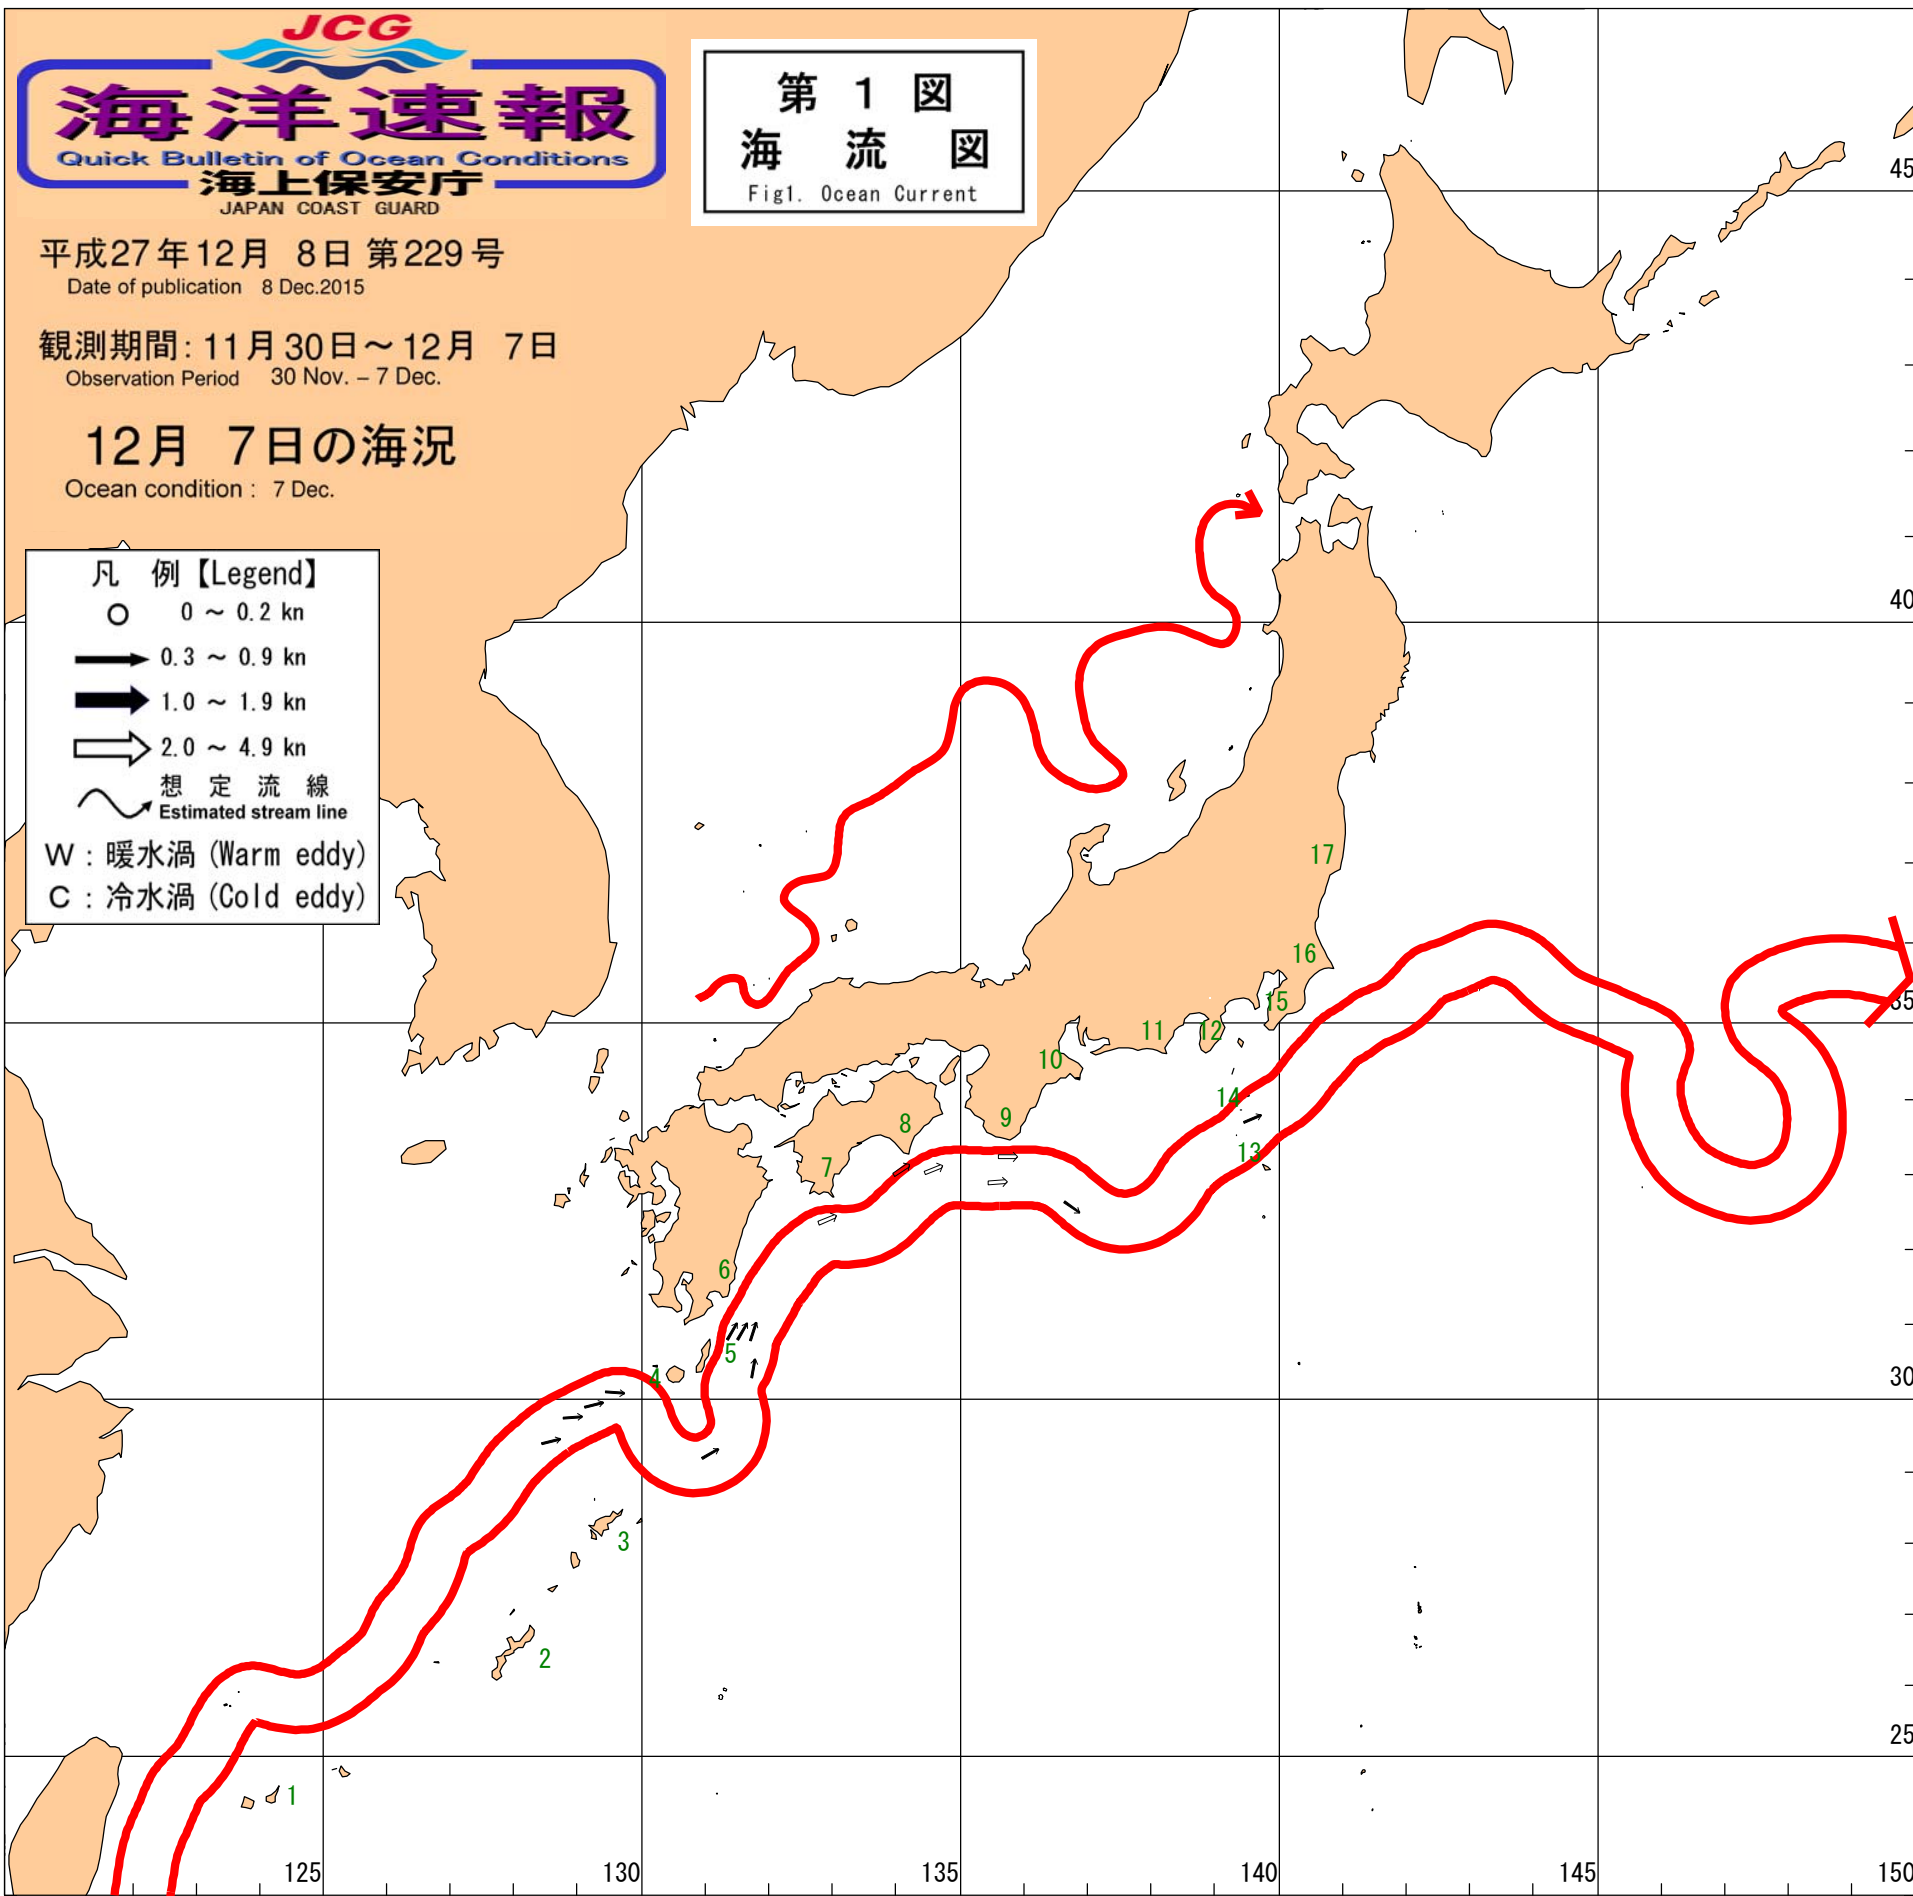 JCG
海洋速報
Quick Bulletin of Ocean Conditions
海上保安庁
JAPAN COAST GUARD
平成27年12月 8日 第229号
Date of publication 8 Dec.2015
観測期間: 11月30日～12月 7日
Observation Period 30 Nov. – 7 Dec.
12月 7日の海況
Ocean condition : 7 Dec.
第 1 図
海 流 図
Fig1. Ocean Current
凡 例【Legend】
0 ～ 0.2 kn
0.3 ～ 0.9 kn
1.0 ～ 1.9 kn
2.0 ～ 4.9 kn
想 定 流 線
Estimated stream line
W : 暖水渦 (Warm eddy)
C : 冷水渦 (Cold eddy)
45
40
35
30
25
17
16
15
12
11
10
14
13
9
8
7
6
5
4
3
2
1
125
130
135
140
145
150